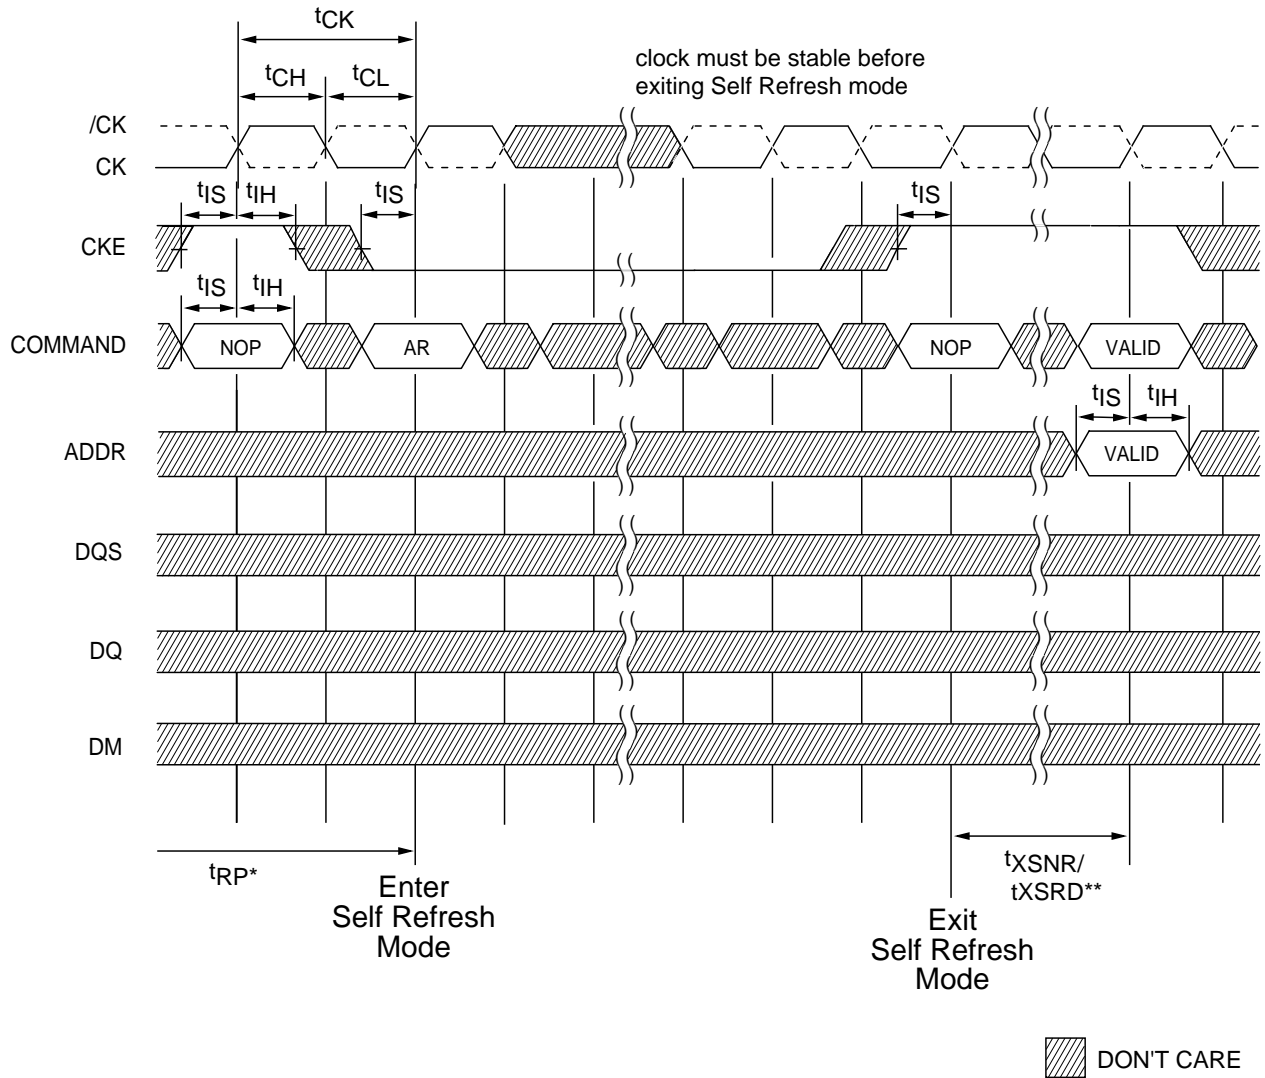 tCK
clock must be stable before
exiting Self Refresh mode
tCH tCL
/CK
CK
tIS tIH tIS tIS
CKE
tIS tIH
COMMAND NOP AR NOP VALID
tIS tIH
ADDR VALID
DQS
DQ
DM
tRP*
Enter
Self Refresh
Mode
tXSNR/
tXSRD**
Exit
Self Refresh
Mode
DON'T CARE